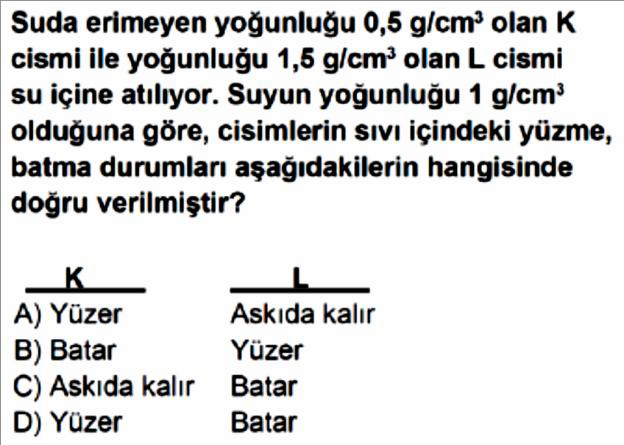 Suda erimeyen yoğunluğu 0,5 g/cm³ olan K
cismi ile yoğunluğu 1,5 g/cm³ olan L cismi
su içine atılıyor. Suyun yoğunluğu 1 g/cm³
olduğuna göre, cisimlerin sıvı içindeki yüzme,
batma durumları aşağıdakilerin hangisinde
doğru verilmiştir?
K L
A) Yüzer Askıda kalır
B) Batar Yüzer
C) Askıda kalır Batar
D) Yüzer Batar